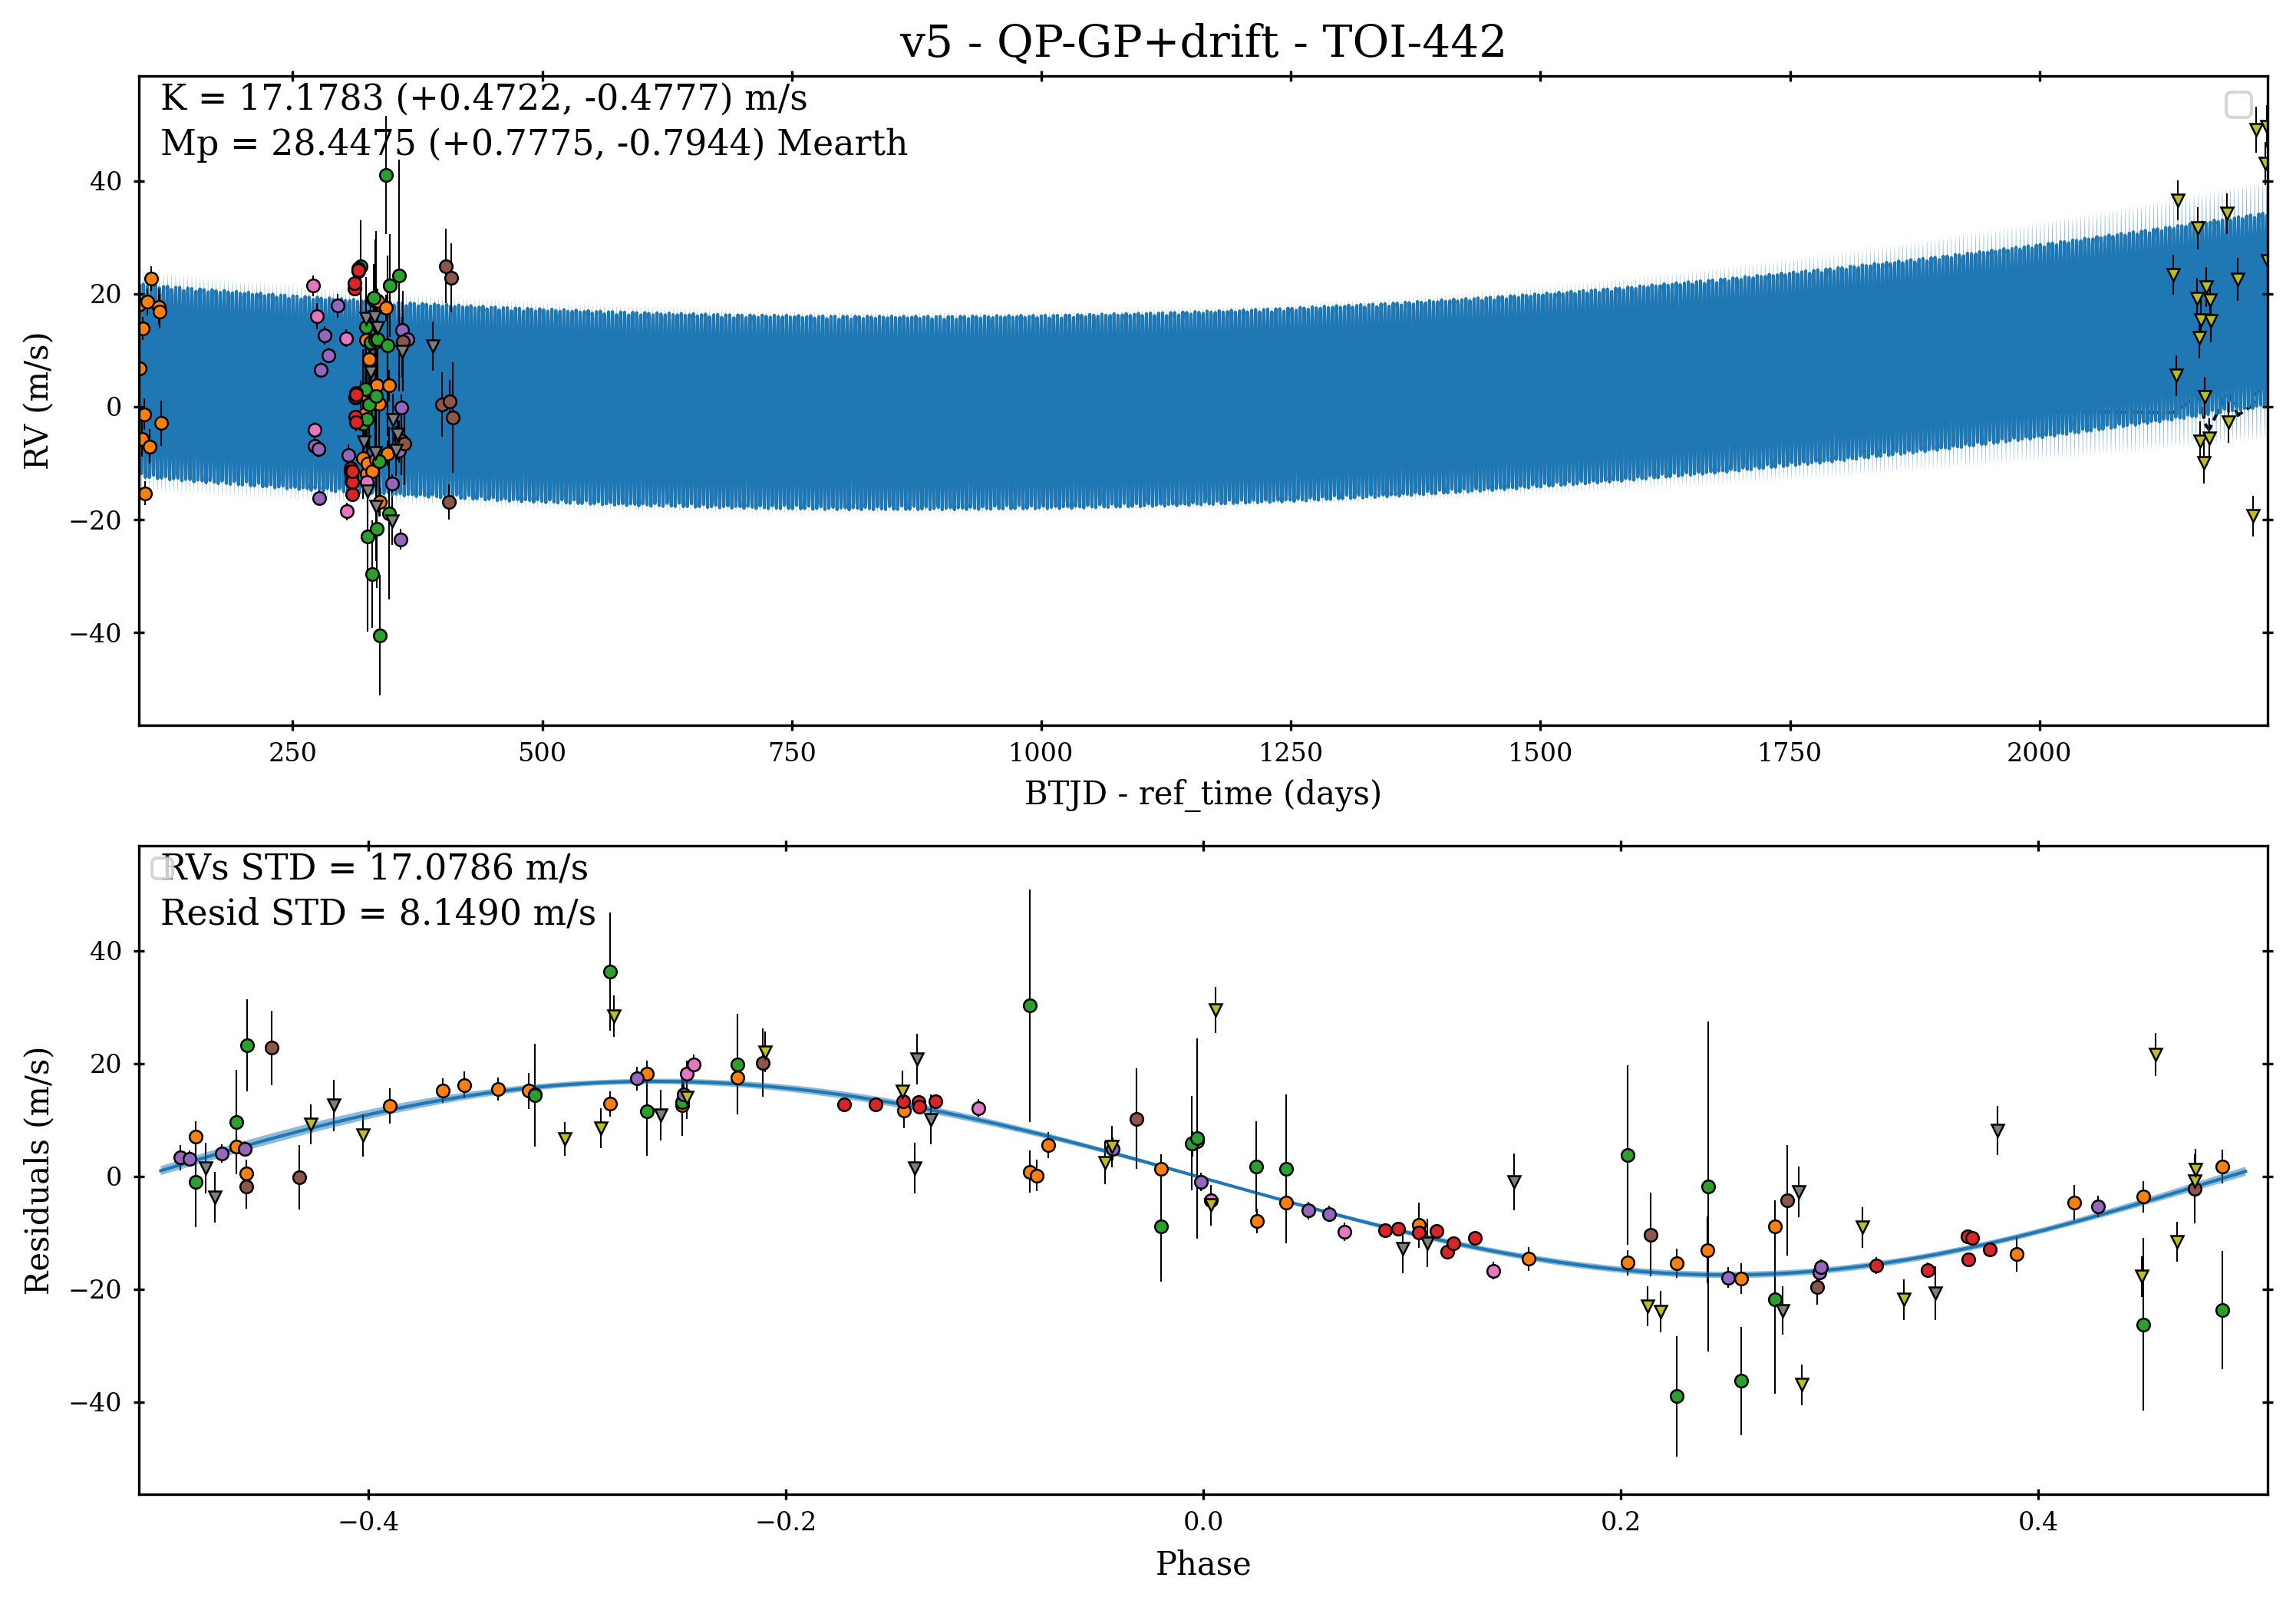 v5 - QP-GP+drift - TOI-442
K = 17.1783 (+0.4722, -0.4777) m/s
Mp = 28.4475 (+0.7775, -0.7944) Mearth
RV (m/s)
40
20
0
−20
−40
250 500 750 1000 1250 1500 1750 2000
BTJD - ref_time (days)
RVs STD = 17.0786 m/s
Resid STD = 8.1490 m/s
Residuals (m/s)
40
20
0
−20
−40
−0.4 −0.2 0.0 0.2 0.4
Phase